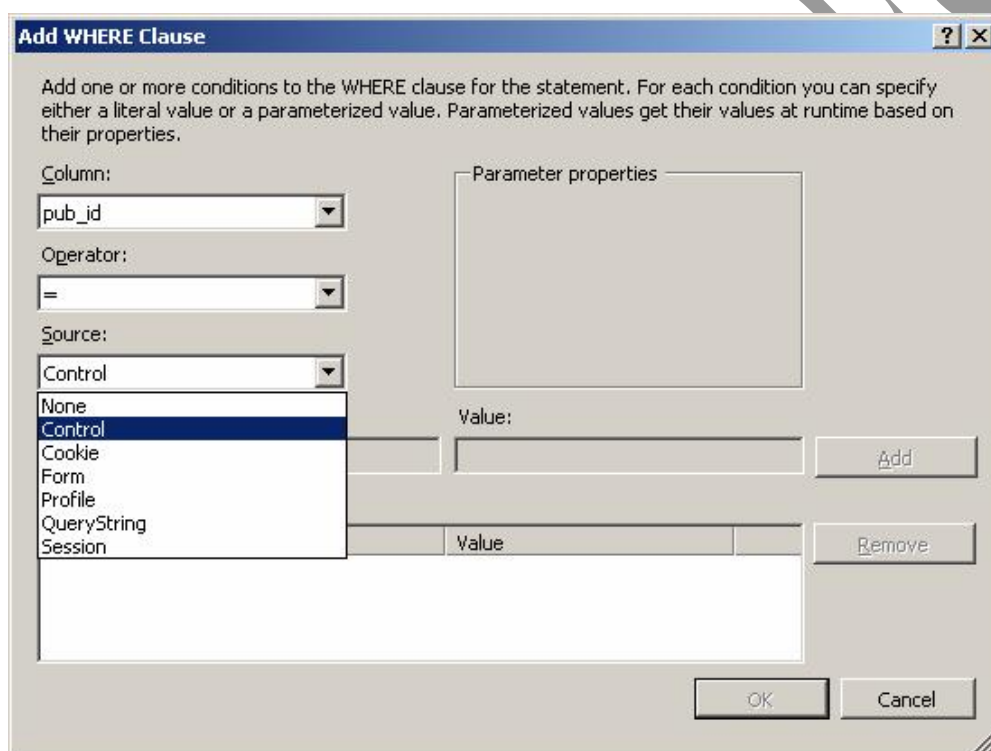 Add WHERE Clause
Add one or more conditions to the WHERE clause for the statement. For each condition you can specify
either a literal value or a parameterized value. Parameterized values get their values at runtime based on
their properties.
Column:
Parameter properties
pub_id
Operator:
=
Source:
Control
None
Control
Cookie
Form
Profile
QueryString
Session
Value:
Add
Value
Remove
OK
Cancel